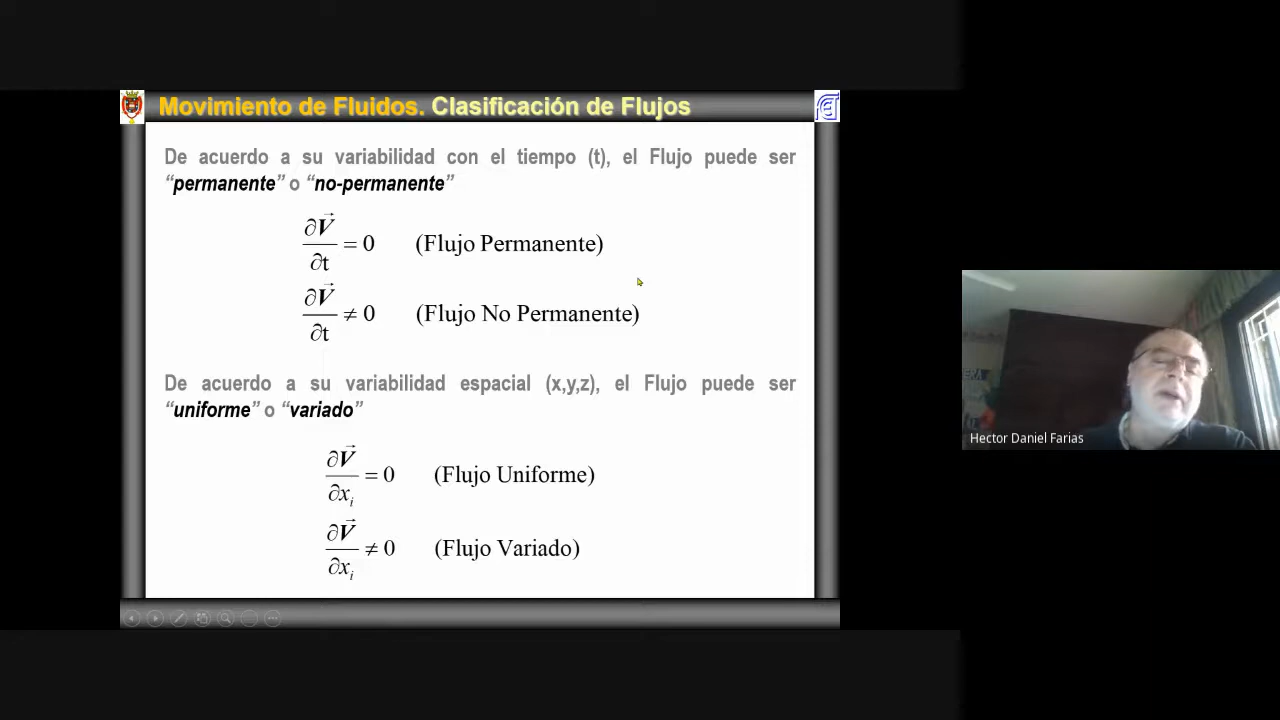 Movimiento de Fluidos. Clasificación de Flujos
De acuerdo a su variabilidad con el tiempo (t), el Flujo puede ser
“permanente” o “no-permanente”
∂V⃗/∂t = 0 (Flujo Permanente)
∂V⃗/∂t ≠ 0 (Flujo No Permanente)
De acuerdo a su variabilidad espacial (x,y,z), el Flujo puede ser
“uniforme” o “variado”
∂V⃗/∂xᵢ = 0 (Flujo Uniforme)
∂V⃗/∂xᵢ ≠ 0 (Flujo Variado)
Hector Daniel Farias